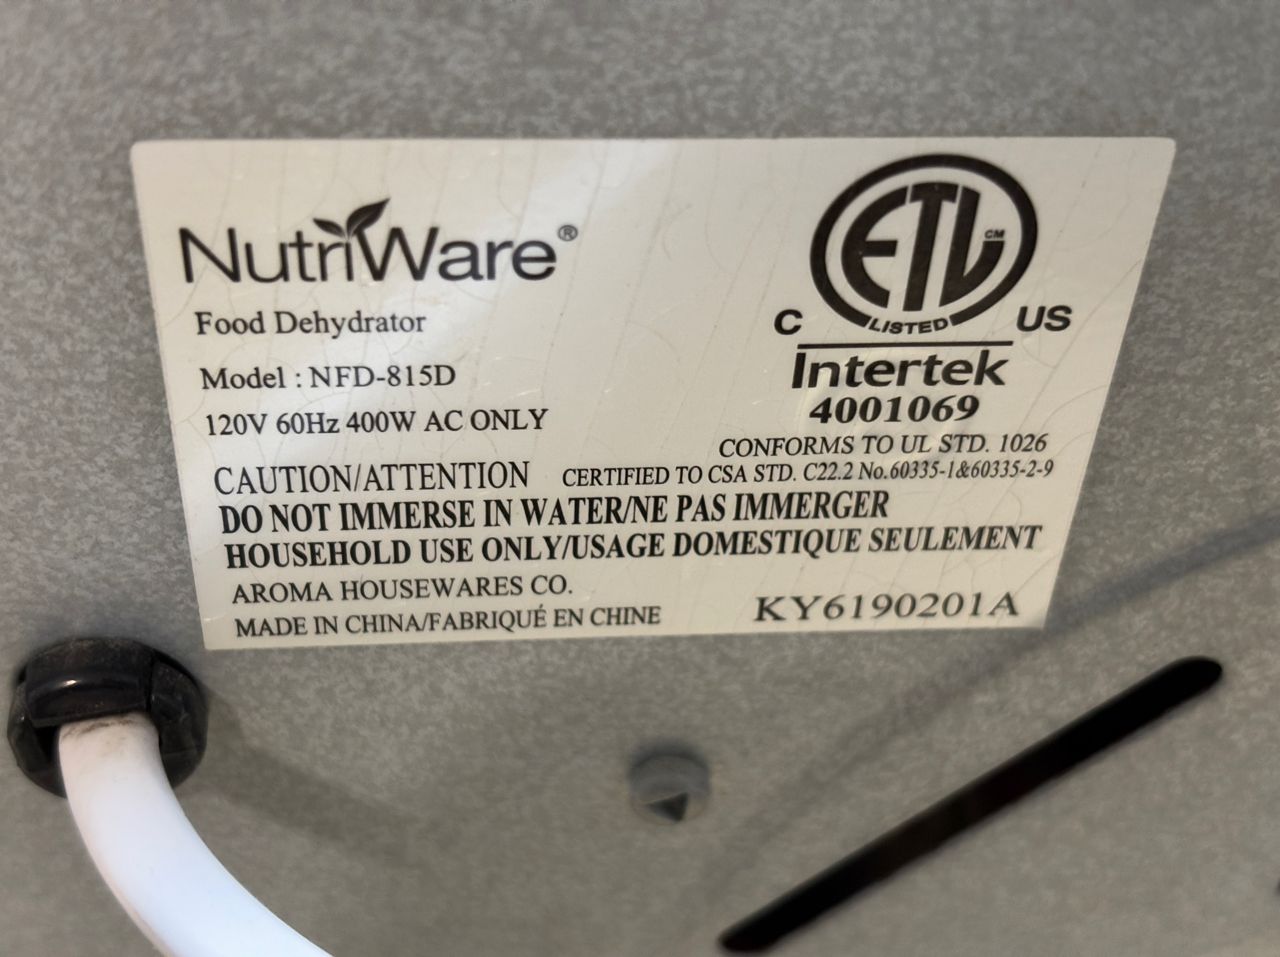 NutriWare®
Food Dehydrator
Model : NFD-815D
120V 60Hz 400W AC ONLY
ETL CM
LISTED
C US
Intertek
4001069
CONFORMS TO UL STD. 1026
CAUTION/ATTENTION CERTIFIED TO CSA STD. C22.2 No.60335-1&60335-2-9
DO NOT IMMERSE IN WATER/NE PAS IMMERGER
HOUSEHOLD USE ONLY/USAGE DOMESTIQUE SEULEMENT
AROMA HOUSEWARES CO.
MADE IN CHINA/FABRIQUÉ EN CHINE
KY6190201A